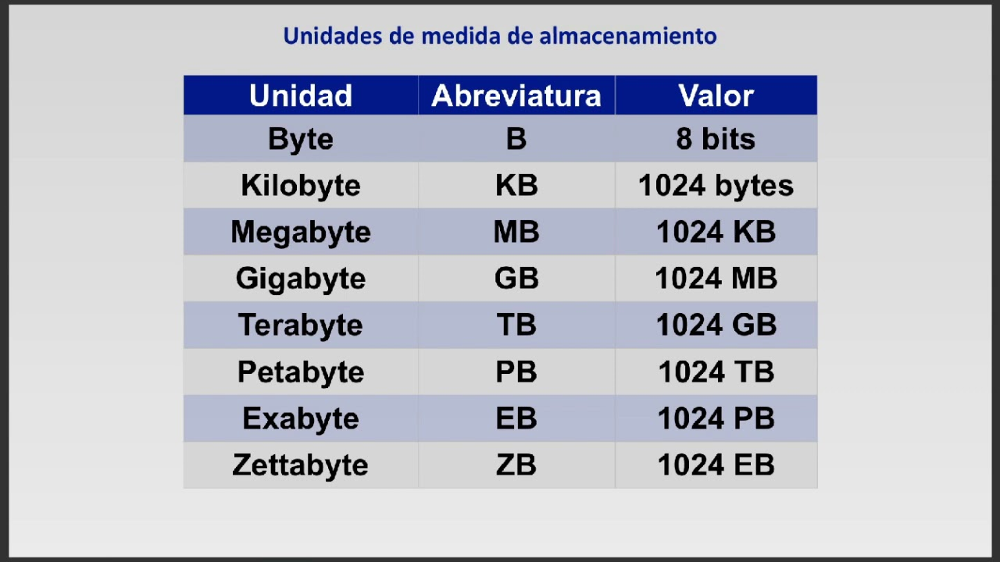 Unidades de medida de almacenamiento
Unidad Abreviatura Valor
Byte B 8 bits
Kilobyte KB 1024 bytes
Megabyte MB 1024 KB
Gigabyte GB 1024 MB
Terabyte TB 1024 GB
Petabyte PB 1024 TB
Exabyte EB 1024 PB
Zettabyte ZB 1024 EB